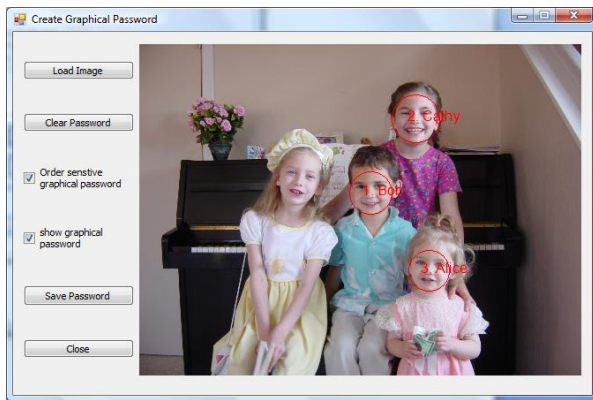 Create Graphical Password
Load Image
Clear Password
Order senstive
graphical password
show graphical
password
Save Password
Close
2. Cathy
1. Bob
3. Alice